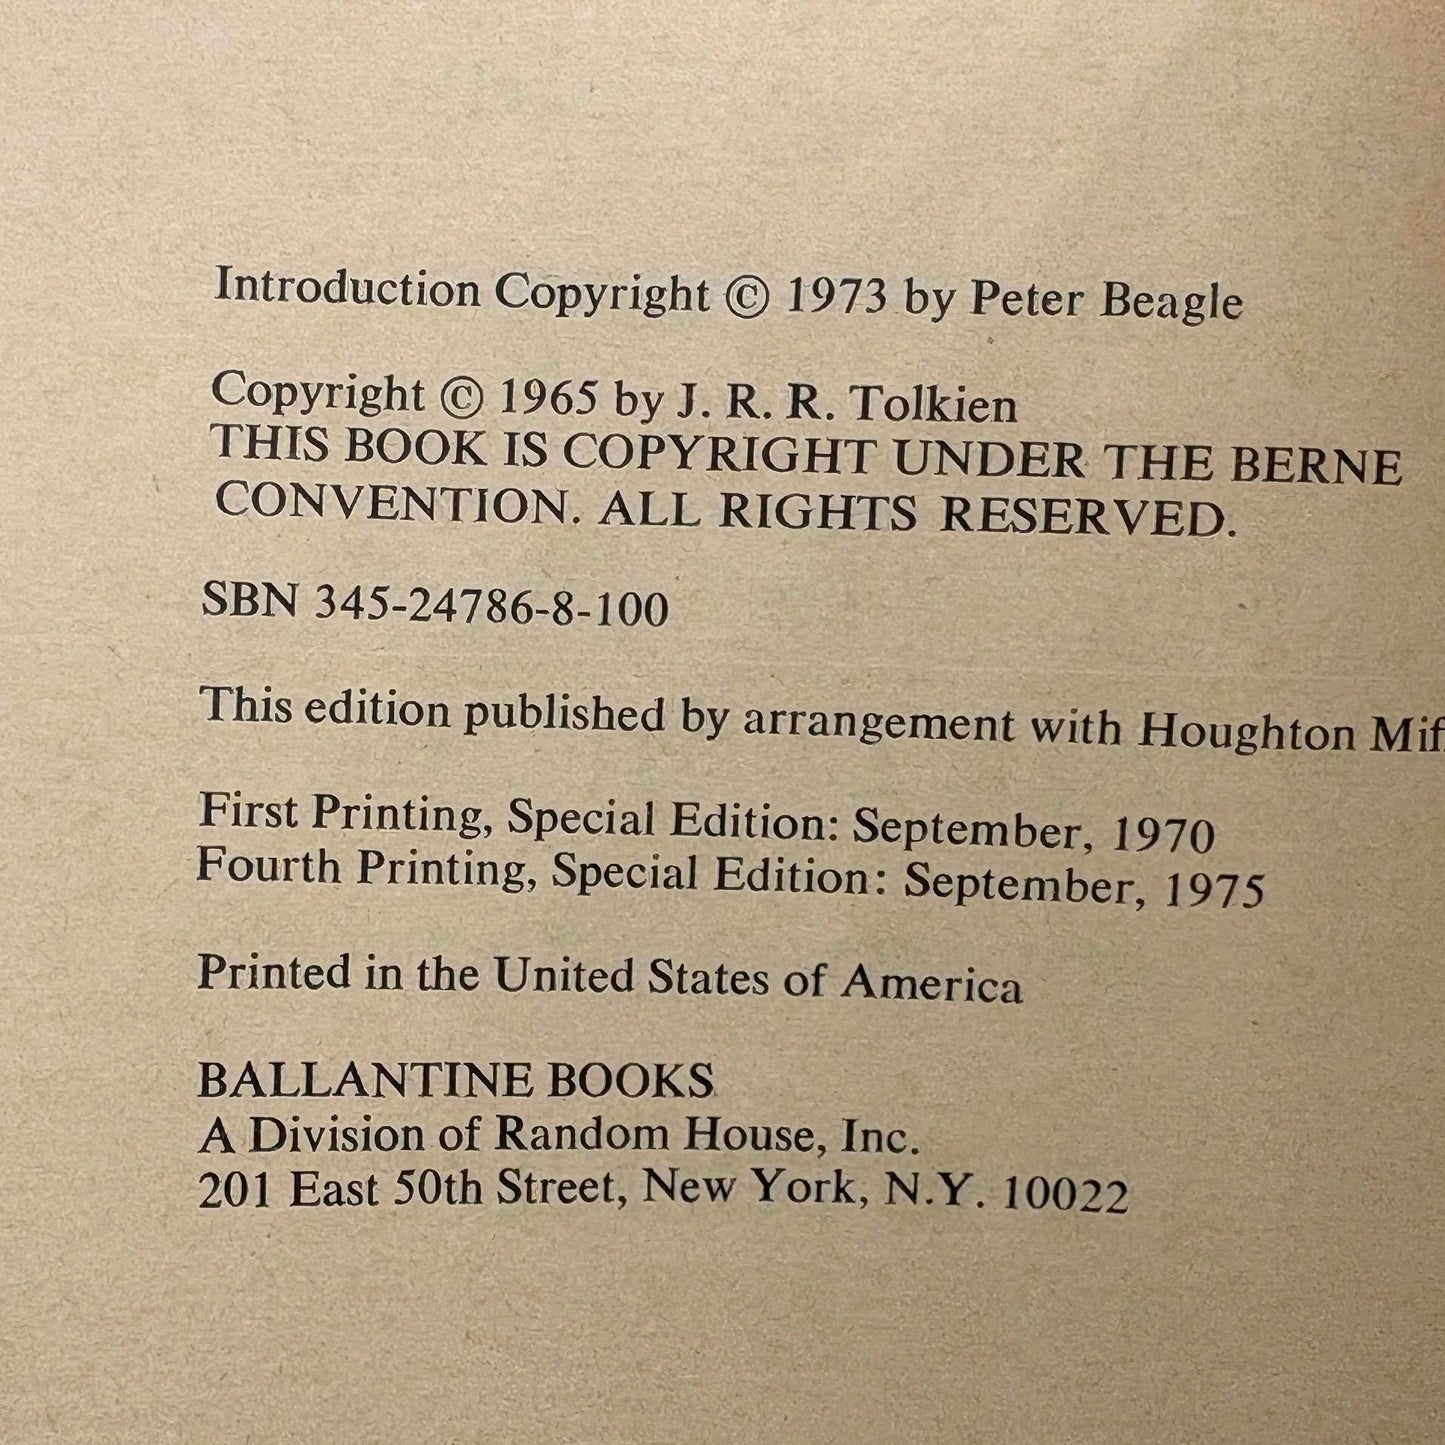 Introduction Copyright © 1973 by Peter Beagle
Copyright © 1965 by J. R. R. Tolkien
THIS BOOK IS COPYRIGHT UNDER THE BERNE
CONVENTION. ALL RIGHTS RESERVED.
SBN 345-24786-8-100
This edition published by arrangement with Houghton Mif
First Printing, Special Edition: September, 1970
Fourth Printing, Special Edition: September, 1975
Printed in the United States of America
BALLANTINE BOOKS
A Division of Random House, Inc.
201 East 50th Street, New York, N.Y. 10022